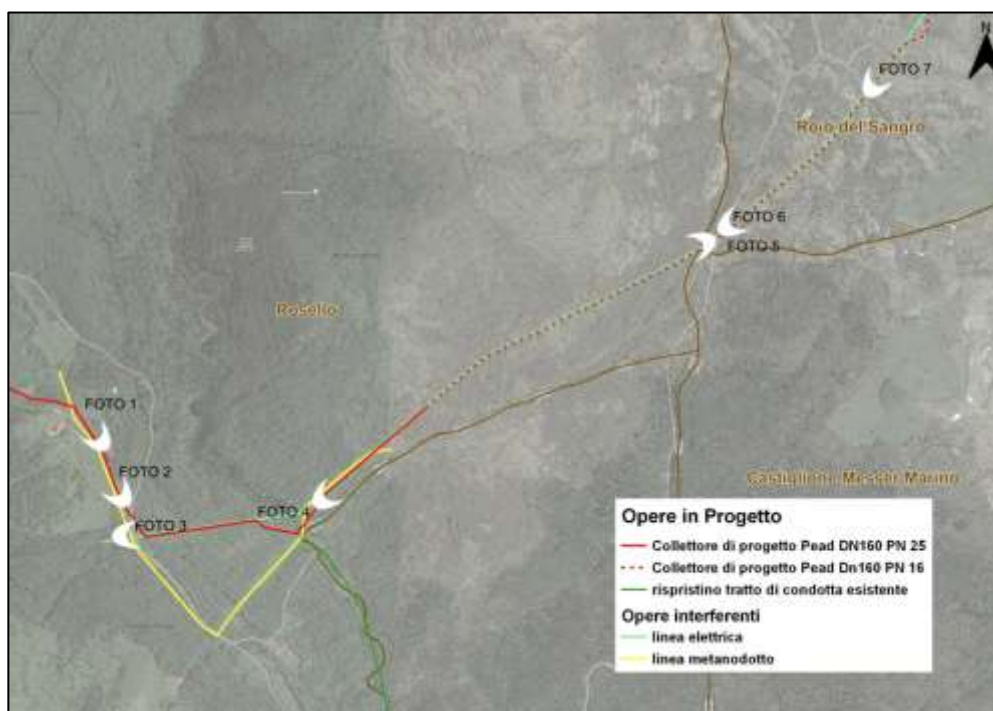 N
FOTO 7
Roio del Sangro
FOTO 6
FOTO 5
Rosello
FOTO 1
FOTO 2
FOTO 4
FOTO 3
Castiglione Messer Marino
Opere in Progetto
Collettore di progetto Pead DN160 PN 25
Collettore di progetto Pead Dn160 PN 16
rispristino tratto di condotta esistente
Opere interferenti
linea elettrica
linea metanodotto